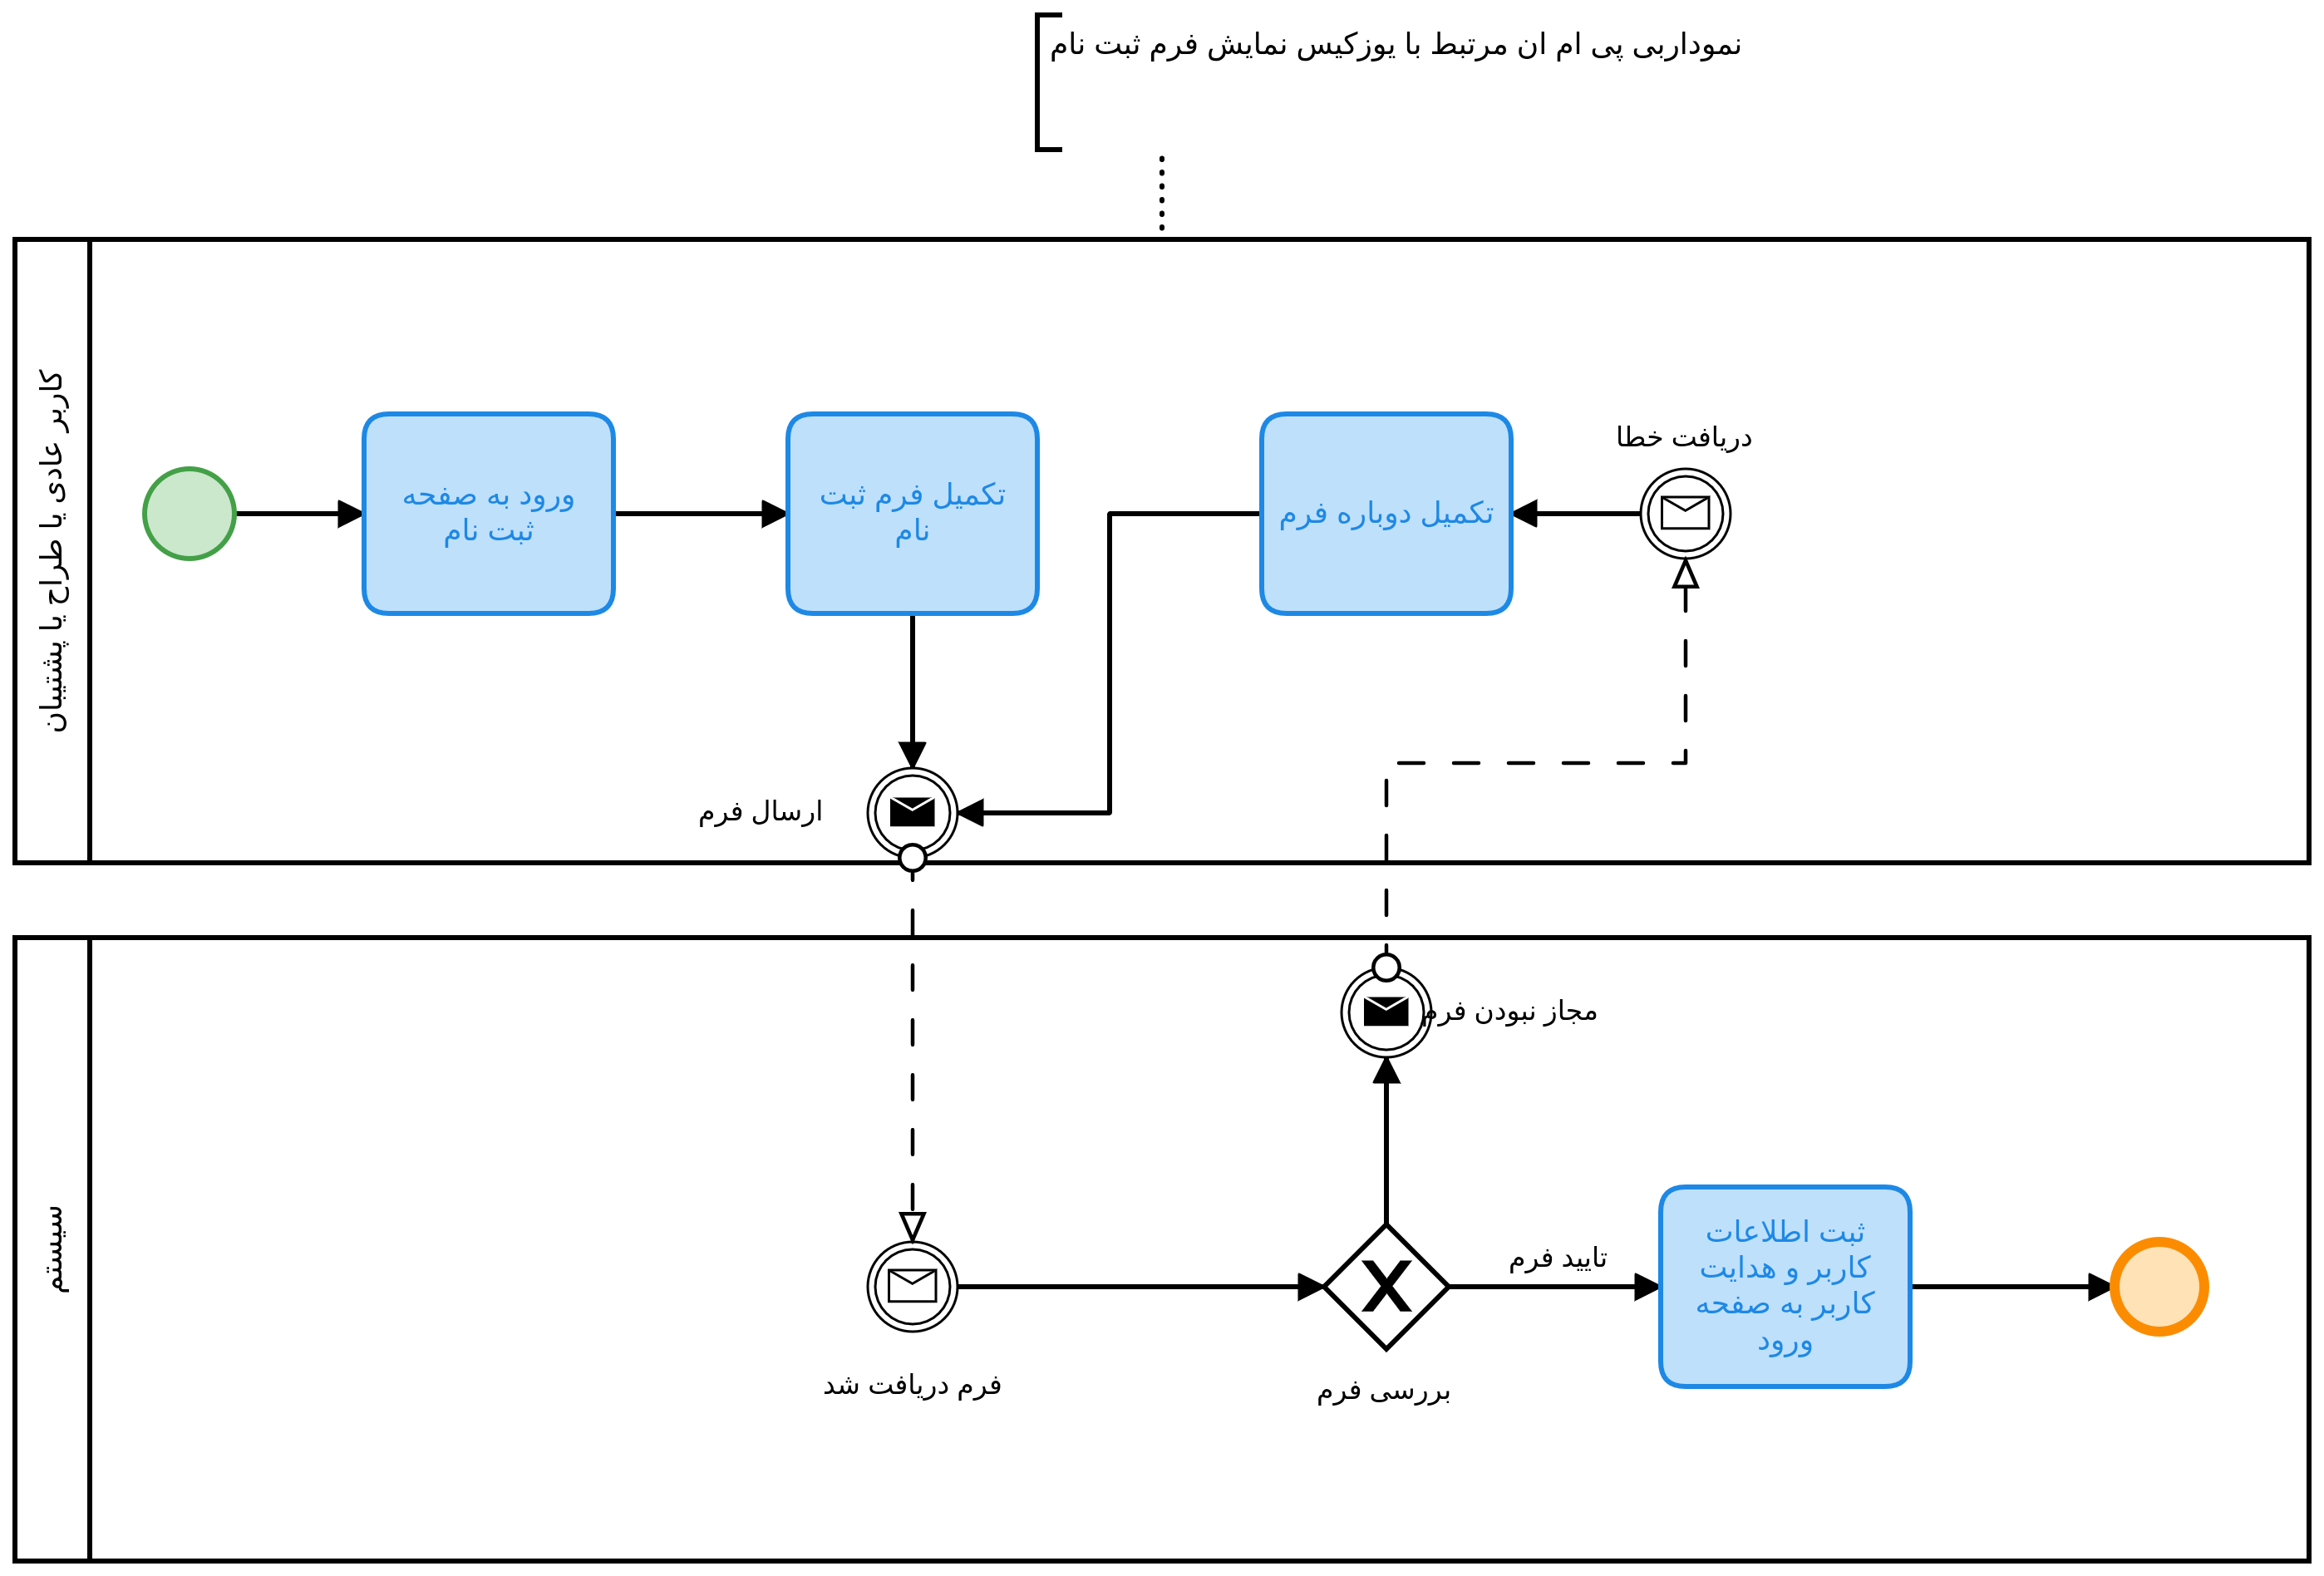 نموداربی پی ام ان مرتبط با یوزکیس نمایش فرم ثبت نام
کاربر عادی یا طراح یا پشتیبان
ورود به صفحه
ثبت نام
تکمیل فرم ثبت
نام
تکمیل دوباره فرم
دریافت خطا
ارسال فرم
سیستم
مجاز نبودن فرم
تایید فرم
ثبت اطلاعات
کاربر و هدایت
کاربر به صفحه
ورود
فرم دریافت شد
بررسی فرم